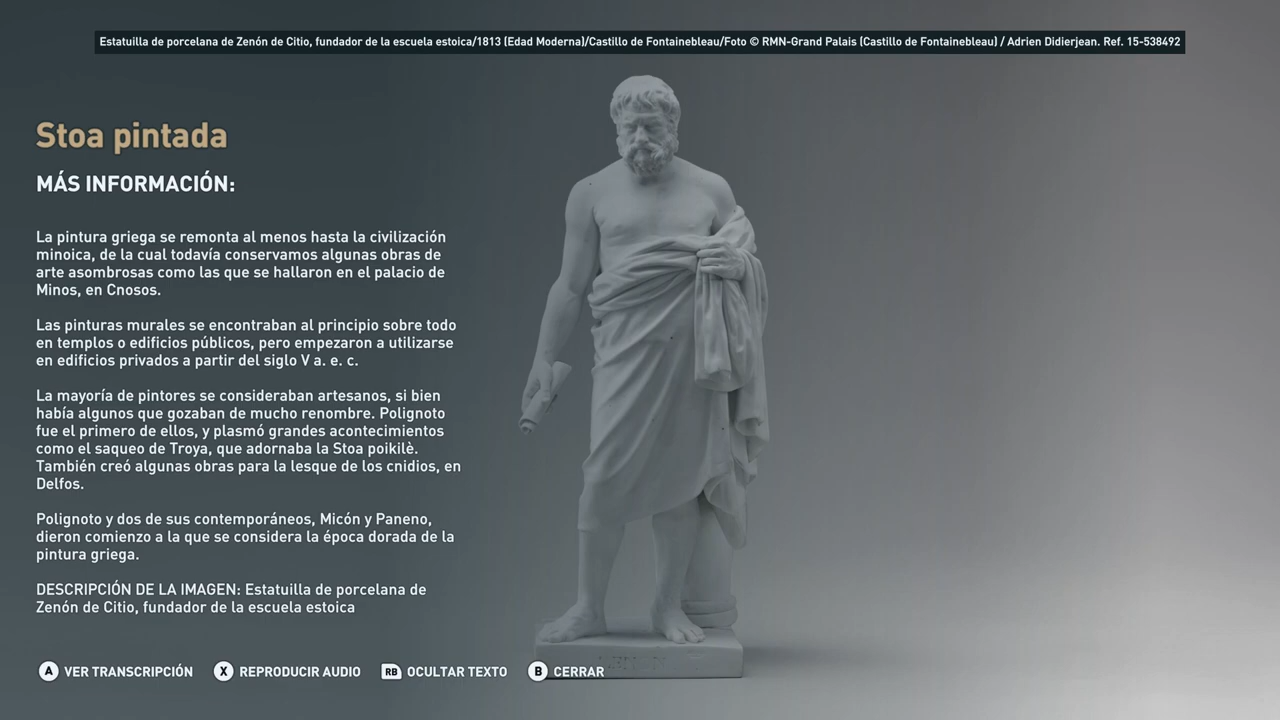 Estatuilla de porcelana de Zenón de Citio, fundador de la escuela estoica/1813 (Edad Moderna)/Castillo de Fontainebleau/Foto © RMN-Grand Palais (Castillo de Fontainebleau) / Adrien Didierjean. Ref. 15-538492
Stoa pintada
MÁS INFORMACIÓN:
La pintura griega se remonta al menos hasta la civilización
minoica, de la cual todavía conservamos algunas obras de
arte asombrosas como las que se hallaron en el palacio de
Minos, en Cnosos.
Las pinturas murales se encontraban al principio sobre todo
en templos o edificios públicos, pero empezaron a utilizarse
en edificios privados a partir del siglo V a. e. c.
La mayoría de pintores se consideraban artesanos, si bien
había algunos que gozaban de mucho renombre. Polignoto
fue el primero de ellos, y plasmó grandes acontecimientos
como el saqueo de Troya, que adornaba la Stoa poikilè.
También creó algunas obras para la lesque de los cnidios, en
Delfos.
Polignoto y dos de sus contemporáneos, Micón y Paneno,
dieron comienzo a la que se considera la época dorada de la
pintura griega.
DESCRIPCIÓN DE LA IMAGEN: Estatuilla de porcelana de
Zenón de Citio, fundador de la escuela estoica
A VER TRANSCRIPCIÓN X REPRODUCIR AUDIO RB OCULTAR TEXTO B CERRAR